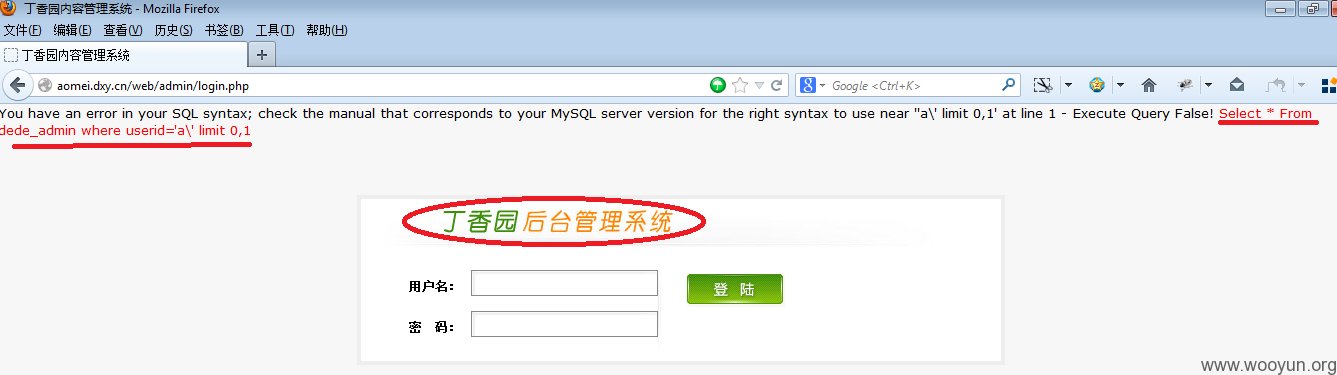 丁香园内容管理系统 - Mozilla Firefox
文件(F) 编辑(E) 查看(V) 历史(S) 书签(B) 工具(T) 帮助(H)
丁香园内容管理系统
aomei.dxy.cn/web/admin/login.php Google <Ctrl+K>
You have an error in your SQL syntax; check the manual that corresponds to your MySQL server version for the right syntax to use near ''a\' limit 0,1' at line 1 - Execute Query False! Select * From
dede_admin where userid='a\' limit 0,1
丁香园 后台管理系统
用户名：
登 陆
密 码：
www.wooyun.org